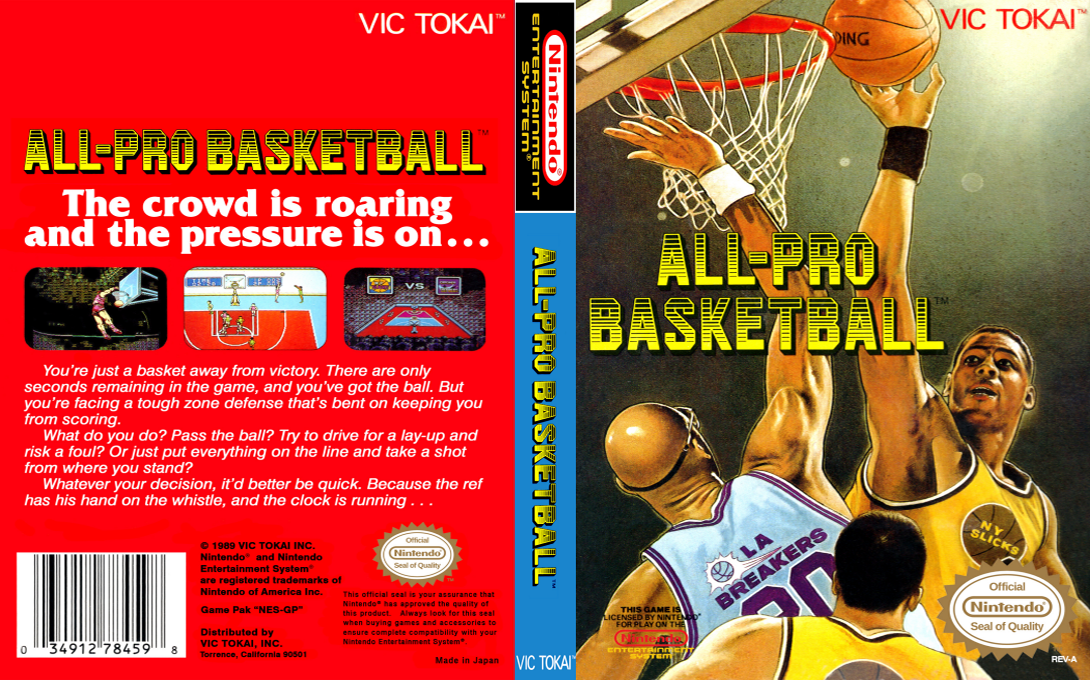 VIC TOKAI™
ALL-PRO BASKETBALL™
The crowd is roaring
and the pressure is on...
VS
You're just a basket away from victory. There are only
seconds remaining in the game, and you've got the ball. But
you're facing a tough zone defense that's bent on keeping you
from scoring.
What do you do? Pass the ball? Try to drive for a lay-up and
risk a foul? Or just put everything on the line and take a shot
from where you stand?
Whatever your decision, it'd better be quick. Because the ref
has his hand on the whistle, and the clock is running . . .
0 34912 78459 8
© 1989 VIC TOKAI INC.
Nintendo® and Nintendo
Entertainment System®
are registered trademarks of
Nintendo of America Inc.
Game Pak "NES-GP"
Distributed by
VIC TOKAI, INC.
Torrence, California 90501
Official
Nintendo®
Seal of Quality
™
This official seal is your assurance that
Nintendo® has approved the quality of
this product. Always look for this seal
when buying games and accessories to
ensure complete compatibility with your
Nintendo Entertainment System®.
Made in Japan
Nintendo®
ENTERTAINMENT
SYSTEM®
ALL-PRO BASKETBALL™
VIC TOKAI™
VIC TOKAI™
DING
ALL-PRO
BASKETBALL™
NY
SLICKS
LA
BREAKERS
30
THIS GAME IS
LICENSED BY NINTENDO®
FOR PLAY ON THE
Nintendo
ENTERTAINMENT
SYSTEM
Official
Nintendo®
Seal of Quality
REV-A